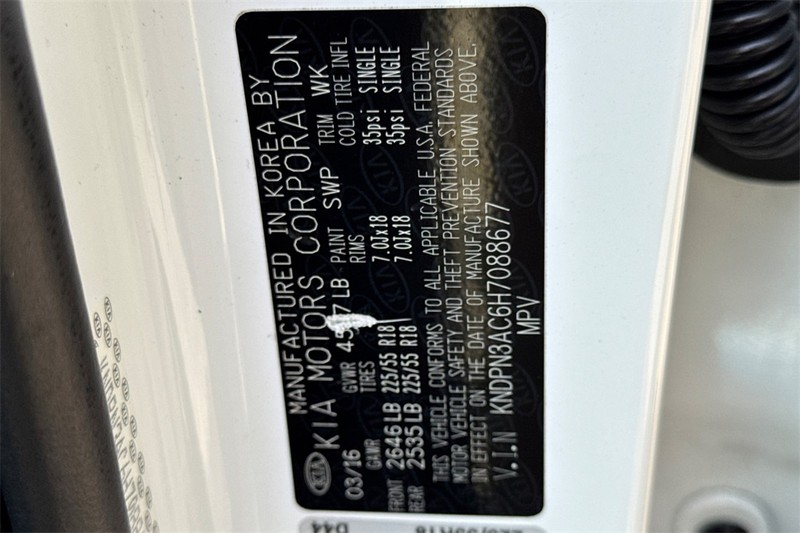 MANUFACTURED IN KOREA BY
KIA KIA MOTORS CORPORATION
03/16 GVWR PAINT SWP TRIM WK
GAWR TIRES RIMS COLD TIRE INFL
FRONT 2646LB 225/55 R18 7.0Jx18 35psi SINGLE
REAR 2535LB 225/55 R18 7.0Jx18 35psi SINGLE
THIS VEHICLE CONFORMS TO ALL APPLICABLE U.S.A. FEDERAL
MOTOR VEHICLE SAFETY AND THEFT PREVENTION STANDARDS
IN EFFECT ON THE DATE OF MANUFACTURE SHOWN ABOVE.
V.I.N KNDPN3AC6H7088677
MPV